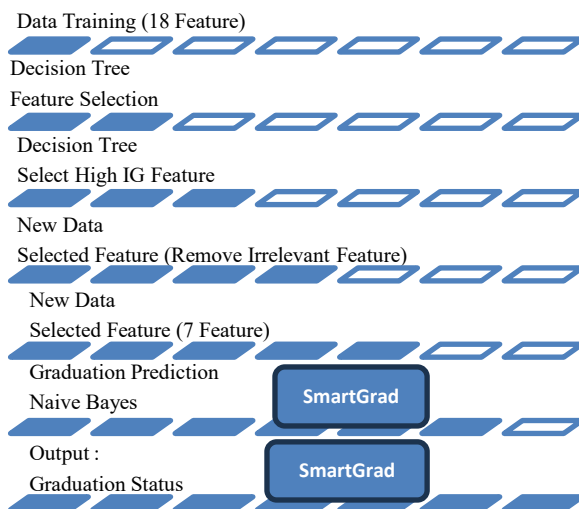 Data Training (18 Feature)
Decision Tree
Feature Selection
Decision Tree
Select High IG Feature
New Data
Selected Feature (Remove Irrelevant Feature)
New Data
Selected Feature (7 Feature)
Graduation Prediction
Naive Bayes
SmartGrad
Output :
Graduation Status
SmartGrad